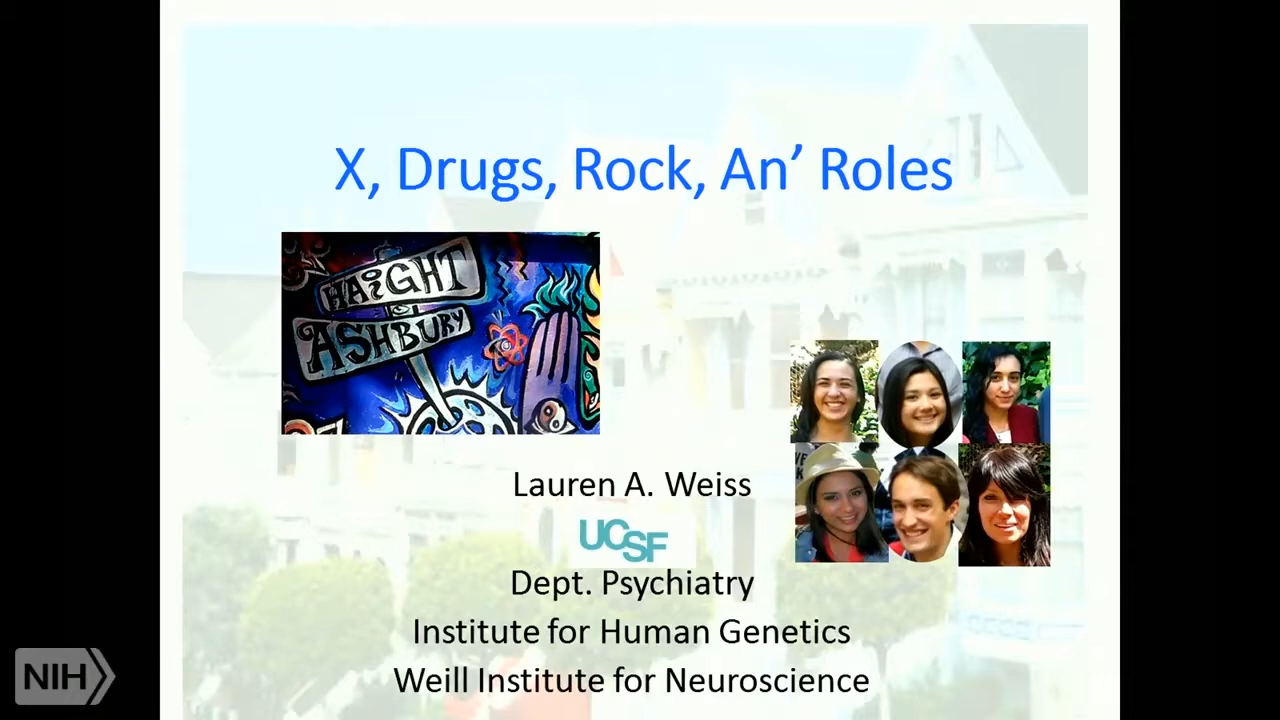 X, Drugs, Rock, An’ Roles
HAiGHT
ASHBURY
Lauren A. Weiss
UCSF
Dept. Psychiatry
Institute for Human Genetics
Weill Institute for Neuroscience
NIH